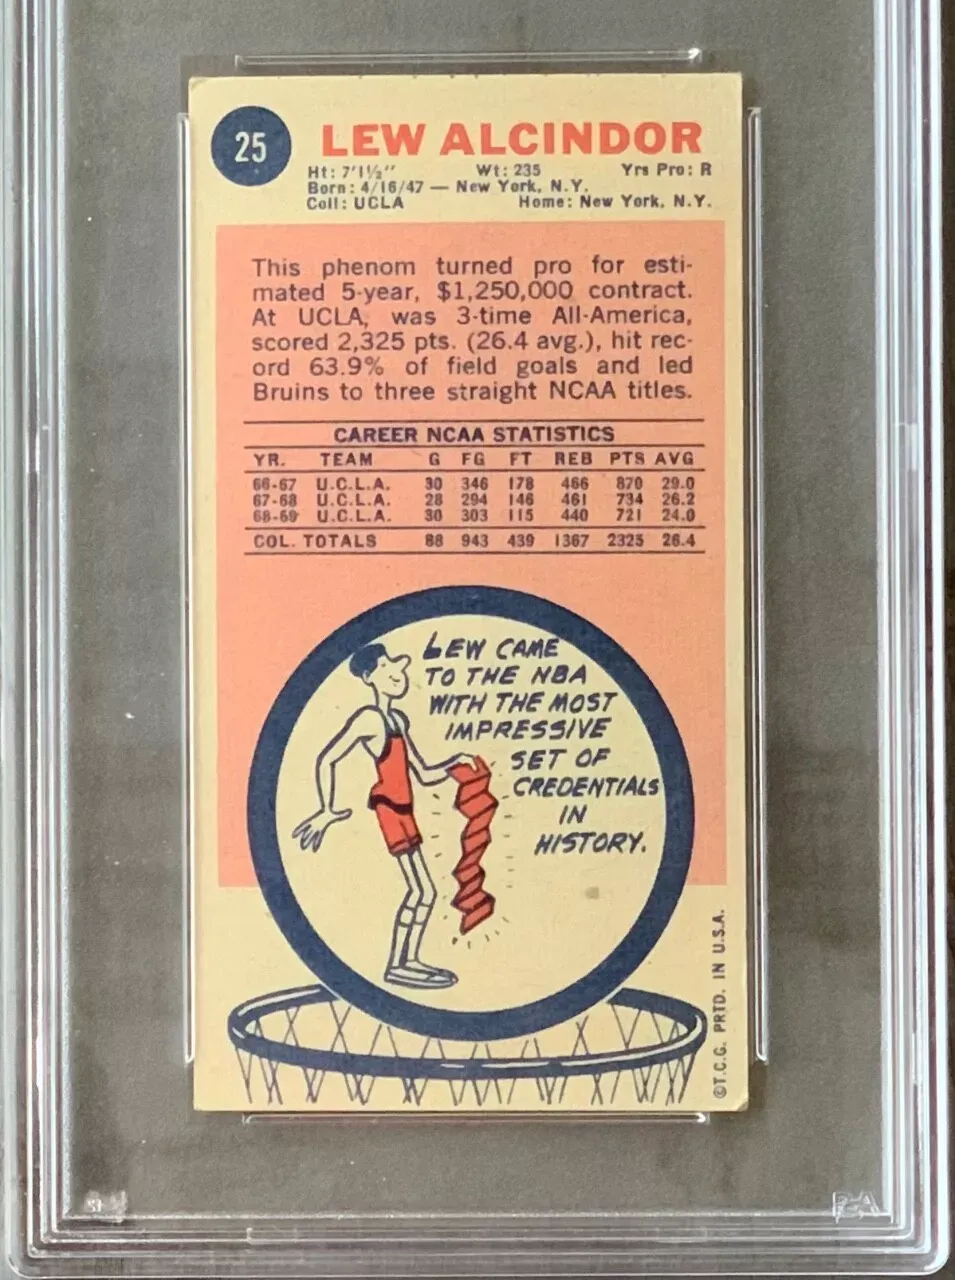 25
LEW ALCINDOR
Ht: 7'1½" Wt: 235 Yrs Pro: R
Born: 4/16/47 — New York, N.Y.
Coll: UCLA Home: New York, N.Y.
This phenom turned pro for esti-
mated 5-year, $1,250,000 contract.
At UCLA, was 3-time All-America,
scored 2,325 pts. (26.4 avg.), hit rec-
ord 63.9% of field goals and led
Bruins to three straight NCAA titles.
CAREER NCAA STATISTICS
YR. TEAM G FG FT REB PTS AVG
66-67 U.C.L.A. 30 346 178 466 870 29.0
67-68 U.C.L.A. 28 294 146 461 734 26.2
68-69 U.C.L.A. 30 303 115 440 721 24.0
COL. TOTALS 88 943 439 1367 2325 26.4
LEW CAME
TO THE NBA
WITH THE MOST
IMPRESSIVE
SET OF
CREDENTIALS
IN
HISTORY.
©T.C.G. PRTD. IN U.S.A.